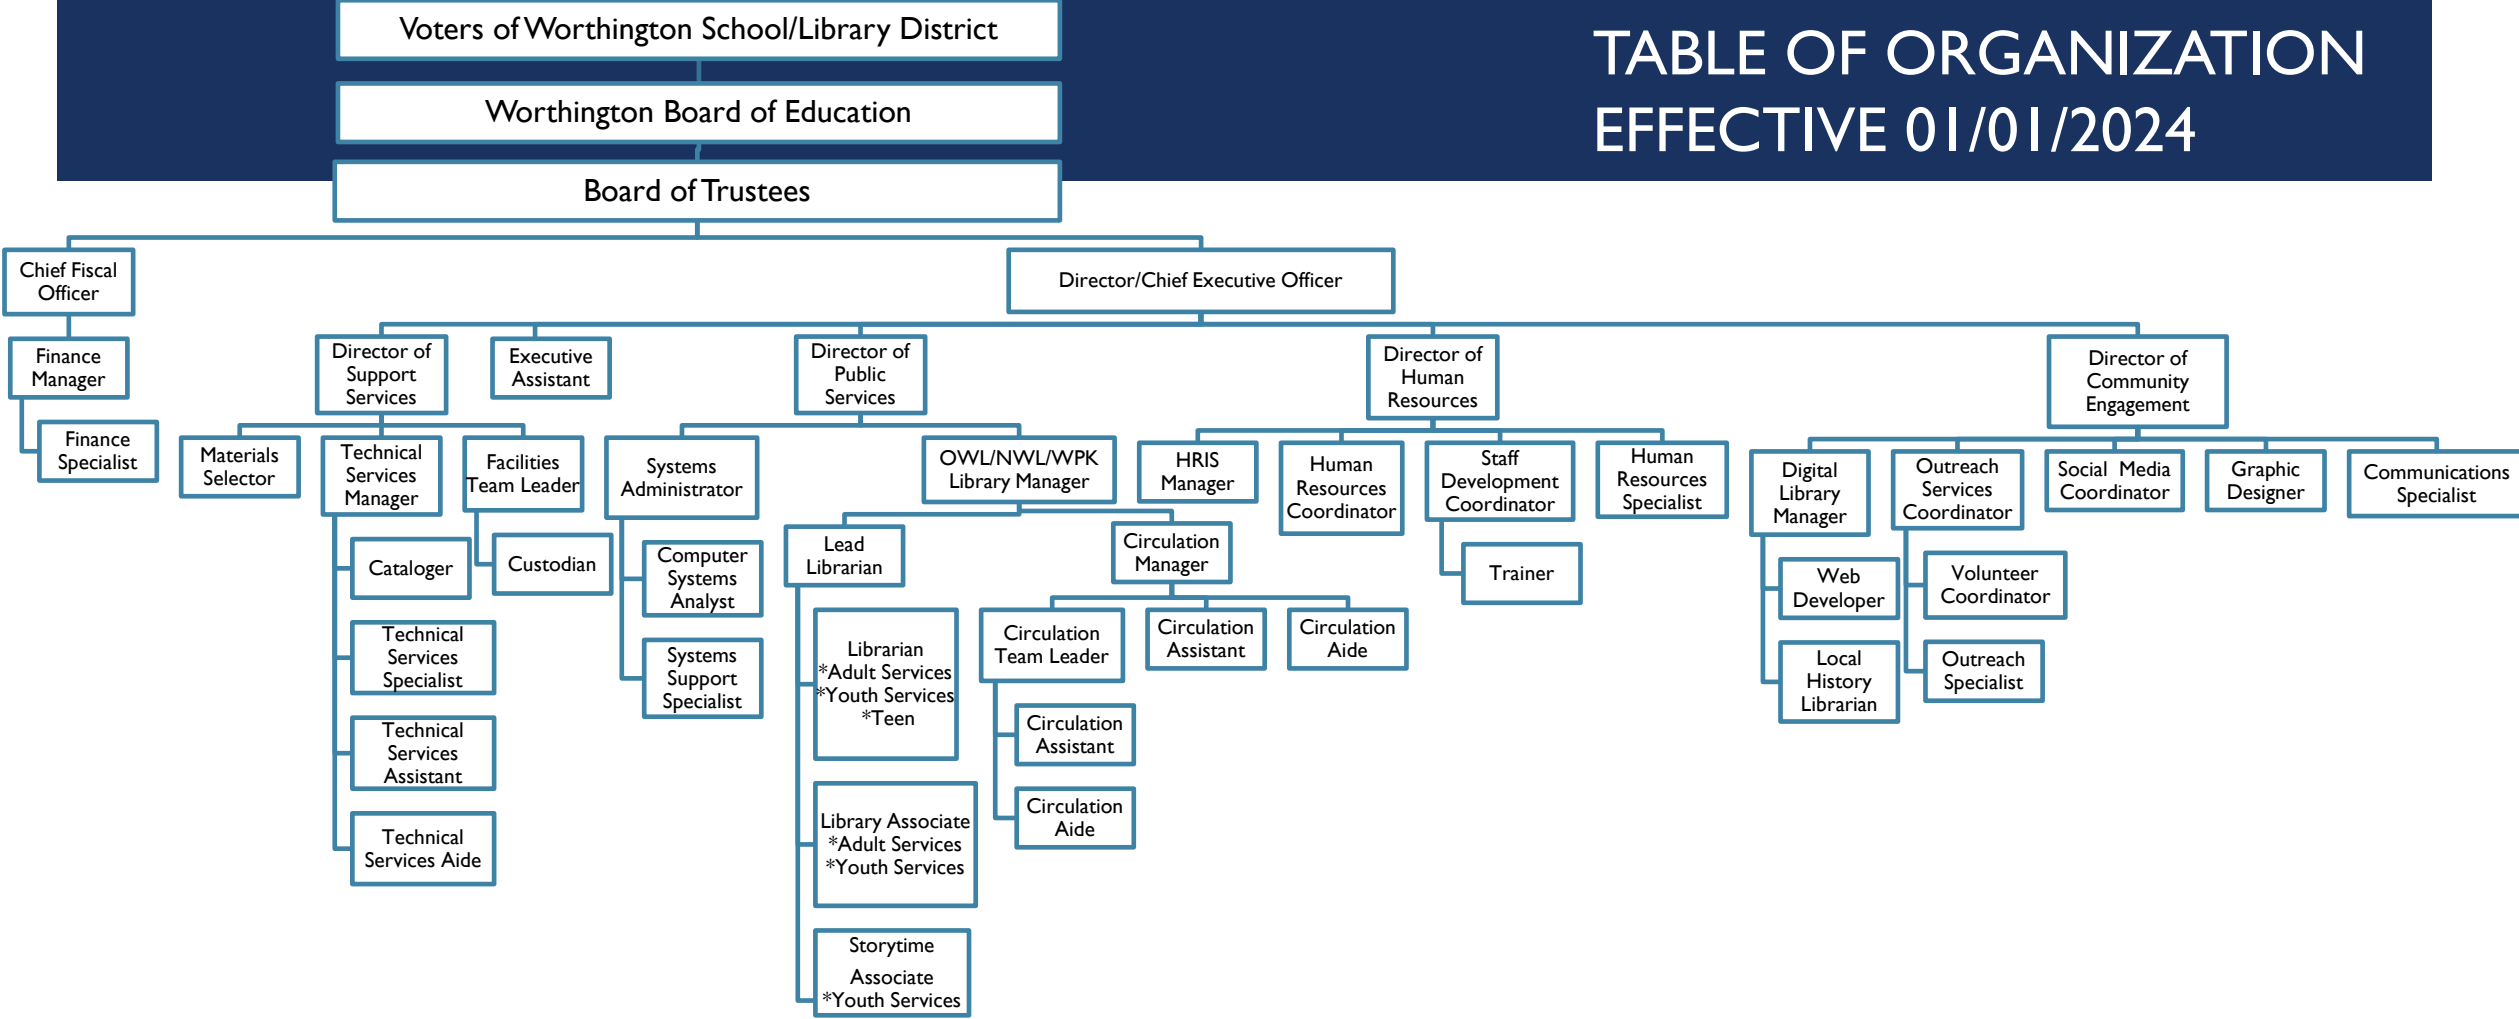 Voters of Worthington School/Library District
TABLE OF ORGANIZATION
EFFECTIVE 01/01/2024
Worthington Board of Education
Board of Trustees
Chief Fiscal
Officer
Director/Chief Executive Officer
Finance
Manager
Director of
Support
Services
Executive
Assistant
Director of
Public
Services
Director of
Human
Resources
Director of
Community
Engagement
Finance
Specialist
Materials
Selector
Technical
Services
Manager
Facilities
Team Leader
Systems
Administrator
OWL/NWL/WPK
Library Manager
HRIS
Manager
Human
Resources
Coordinator
Staff
Development
Coordinator
Human
Resources
Specialist
Digital
Library
Manager
Outreach
Services
Coordinator
Social Media
Coordinator
Graphic
Designer
Communications
Specialist
Cataloger
Custodian
Computer
Systems
Analyst
Lead
Librarian
Circulation
Manager
Trainer
Web
Developer
Volunteer
Coordinator
Technical
Services
Specialist
Systems
Support
Specialist
Librarian
*Adult Services
*Youth Services
*Teen
Circulation
Team Leader
Circulation
Assistant
Circulation
Aide
Local
History
Librarian
Outreach
Specialist
Technical
Services
Assistant
Circulation
Assistant
Technical
Services Aide
Library Associate
*Adult Services
*Youth Services
Circulation
Aide
Storytime
Associate
*Youth Services